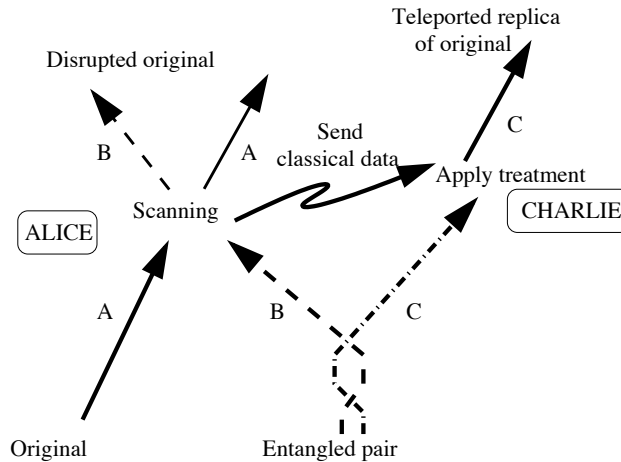 Teleported replica
of original
Disrupted original
Send
classical data
B
A
C
Apply treatment
Scanning
ALICE
CHARLIE
A
B
C
Original
Entangled pair